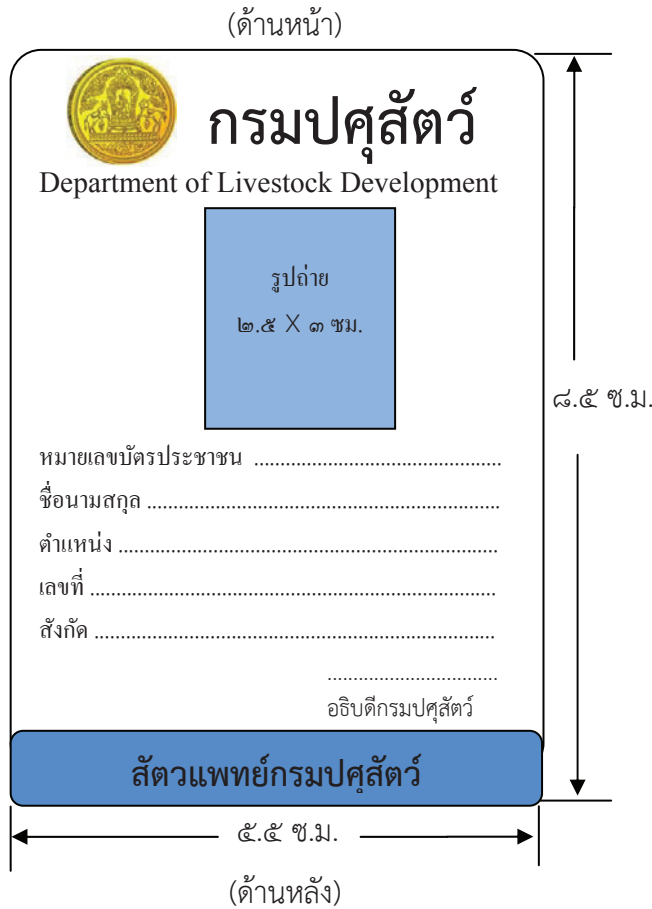 (ด้านหน้า)
กรมปศุสัตว์
Department of Livestock Development
รูปถ่าย
๒.๕ X ๓ ซม.
๘.๕ ซ.ม.
หมายเลขบัตรประชาชน ................................................
ชื่อนามสกุล ....................................................................
ตำแหน่ง .........................................................................
เลขที่ ..............................................................................
สังกัด .............................................................................
.................................
อธิบดีกรมปศุสัตว์
สัตวแพทย์กรมปศุสัตว์
๕.๕ ซ.ม.
(ด้านหลัง)